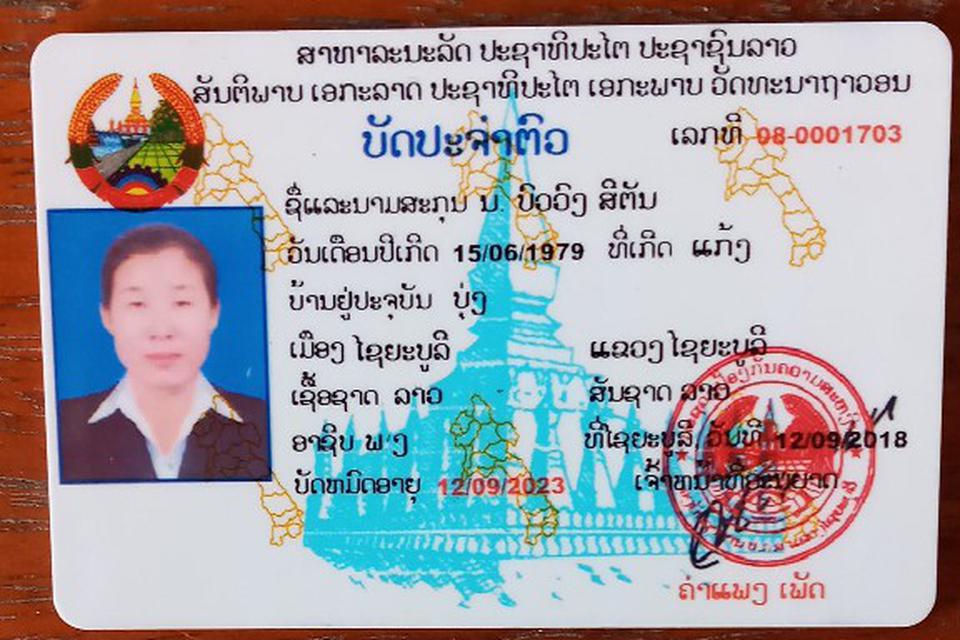 ສາທາລະນະລັດ ປະຊາທິປະໄຕ ປະຊາຊົນລາວ
ສັນຕິພາບ ເອກະລາດ ປະຊາທິປະໄຕ ເອກະພາບ ວັດທະນາຖາວອນ
ບັດປະຈຳຕົວ ເລກທີ 08-0001703
ຊື່ແລະນາມສະກຸນ ນ. ບົວວົງ ສີຕັນ
ວັນເດືອນປີເກີດ 15/06/1979 ທີ່ເກີດ ແກ້ງ
ບ້ານຢູ່ປະຈຸບັນ ບຸ່ງ
ເມືອງ ໄຊຍະບູລີ ແຂວງ ໄຊຍະບູລີ
ເຊື້ອຊາດ ລາວ ສັນຊາດ ລາວ
ອາຊີບ ພ/ງ ທີ່ໄຊຍະບູລີ, ວັນທີ 12/09/2018
ບັດຫມົດອາຍຸ 12/09/2023 ເຈົ້າຫນ້າທີ່ອະນຸຍາດ
ຄຳແພງ ເພັດ